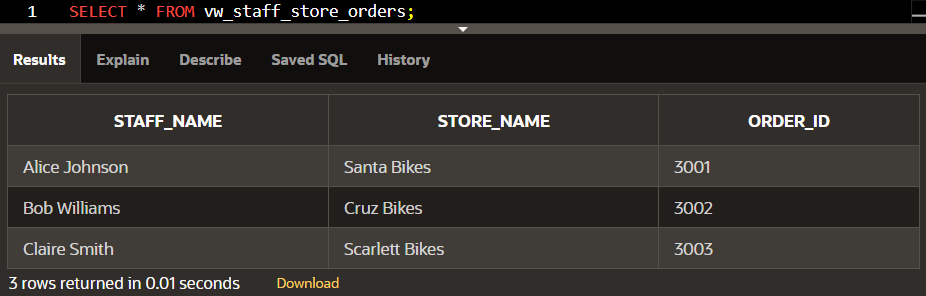 1 SELECT * FROM vw_staff_store_orders;
Results Explain Describe Saved SQL History
STAFF_NAME STORE_NAME ORDER_ID
Alice Johnson Santa Bikes 3001
Bob Williams Cruz Bikes 3002
Claire Smith Scarlett Bikes 3003
3 rows returned in 0.01 seconds Download